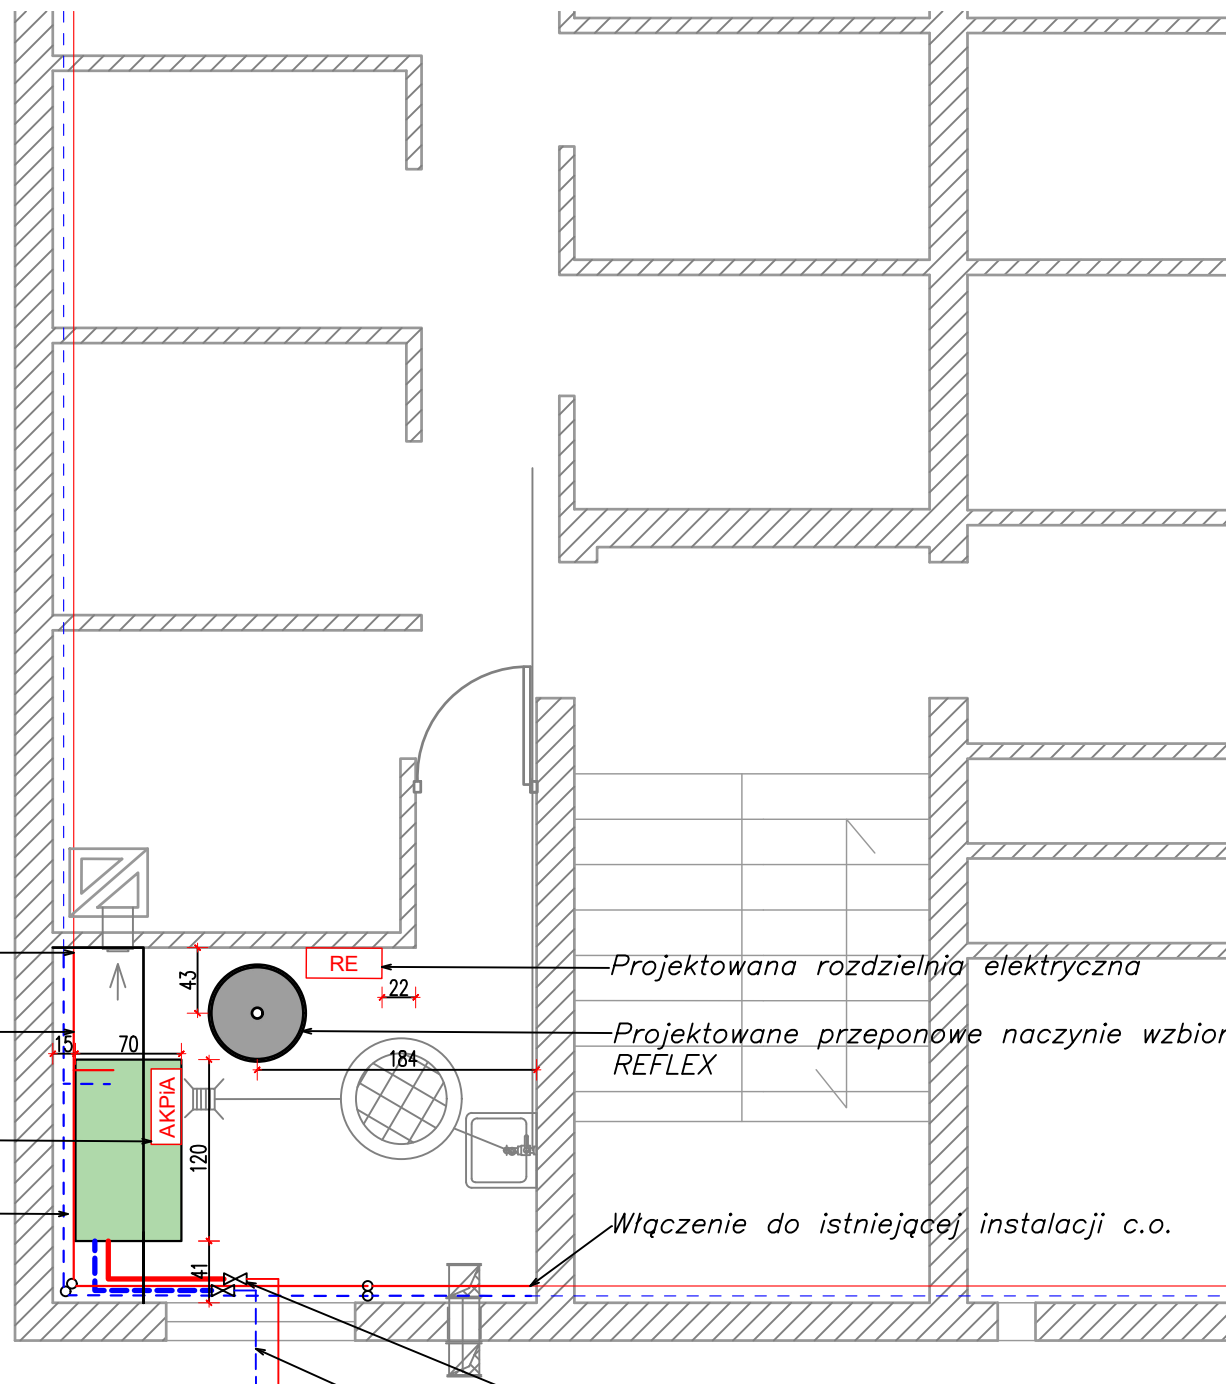 RE
Projektowana rozdzielnia elektryczna
43
22
Projektowane przeponowe naczynie
REFLEX
15
70
184
AKPiA
120
Włączenie do istniejącej instalacji c.o.
41